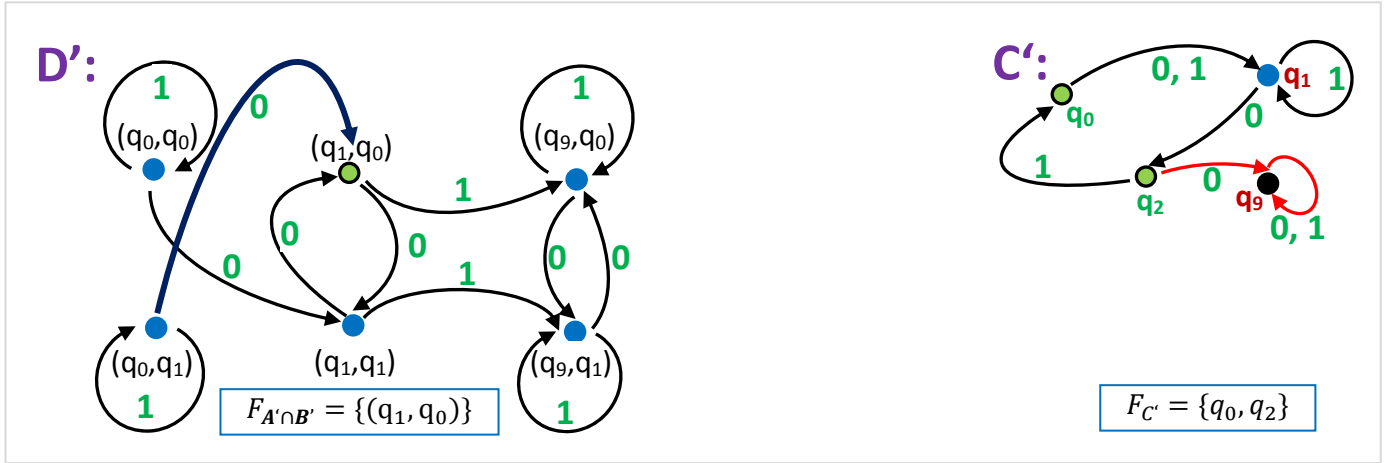 D’:
1
(q₀,q₀)
0
(q₁,q₀)
1
(q₉,q₀)
1
0
0
0
0
0
1
(q₀,q₁)
1
(q₁,q₁)
(q₉,q₁)
1
F_{A‘∩B’} = {(q₁, q₀)}
C‘:
0, 1
q₀
q₁
1
0
1
q₂
0
q₉
0, 1
F_{C‘} = {q₀, q₂}